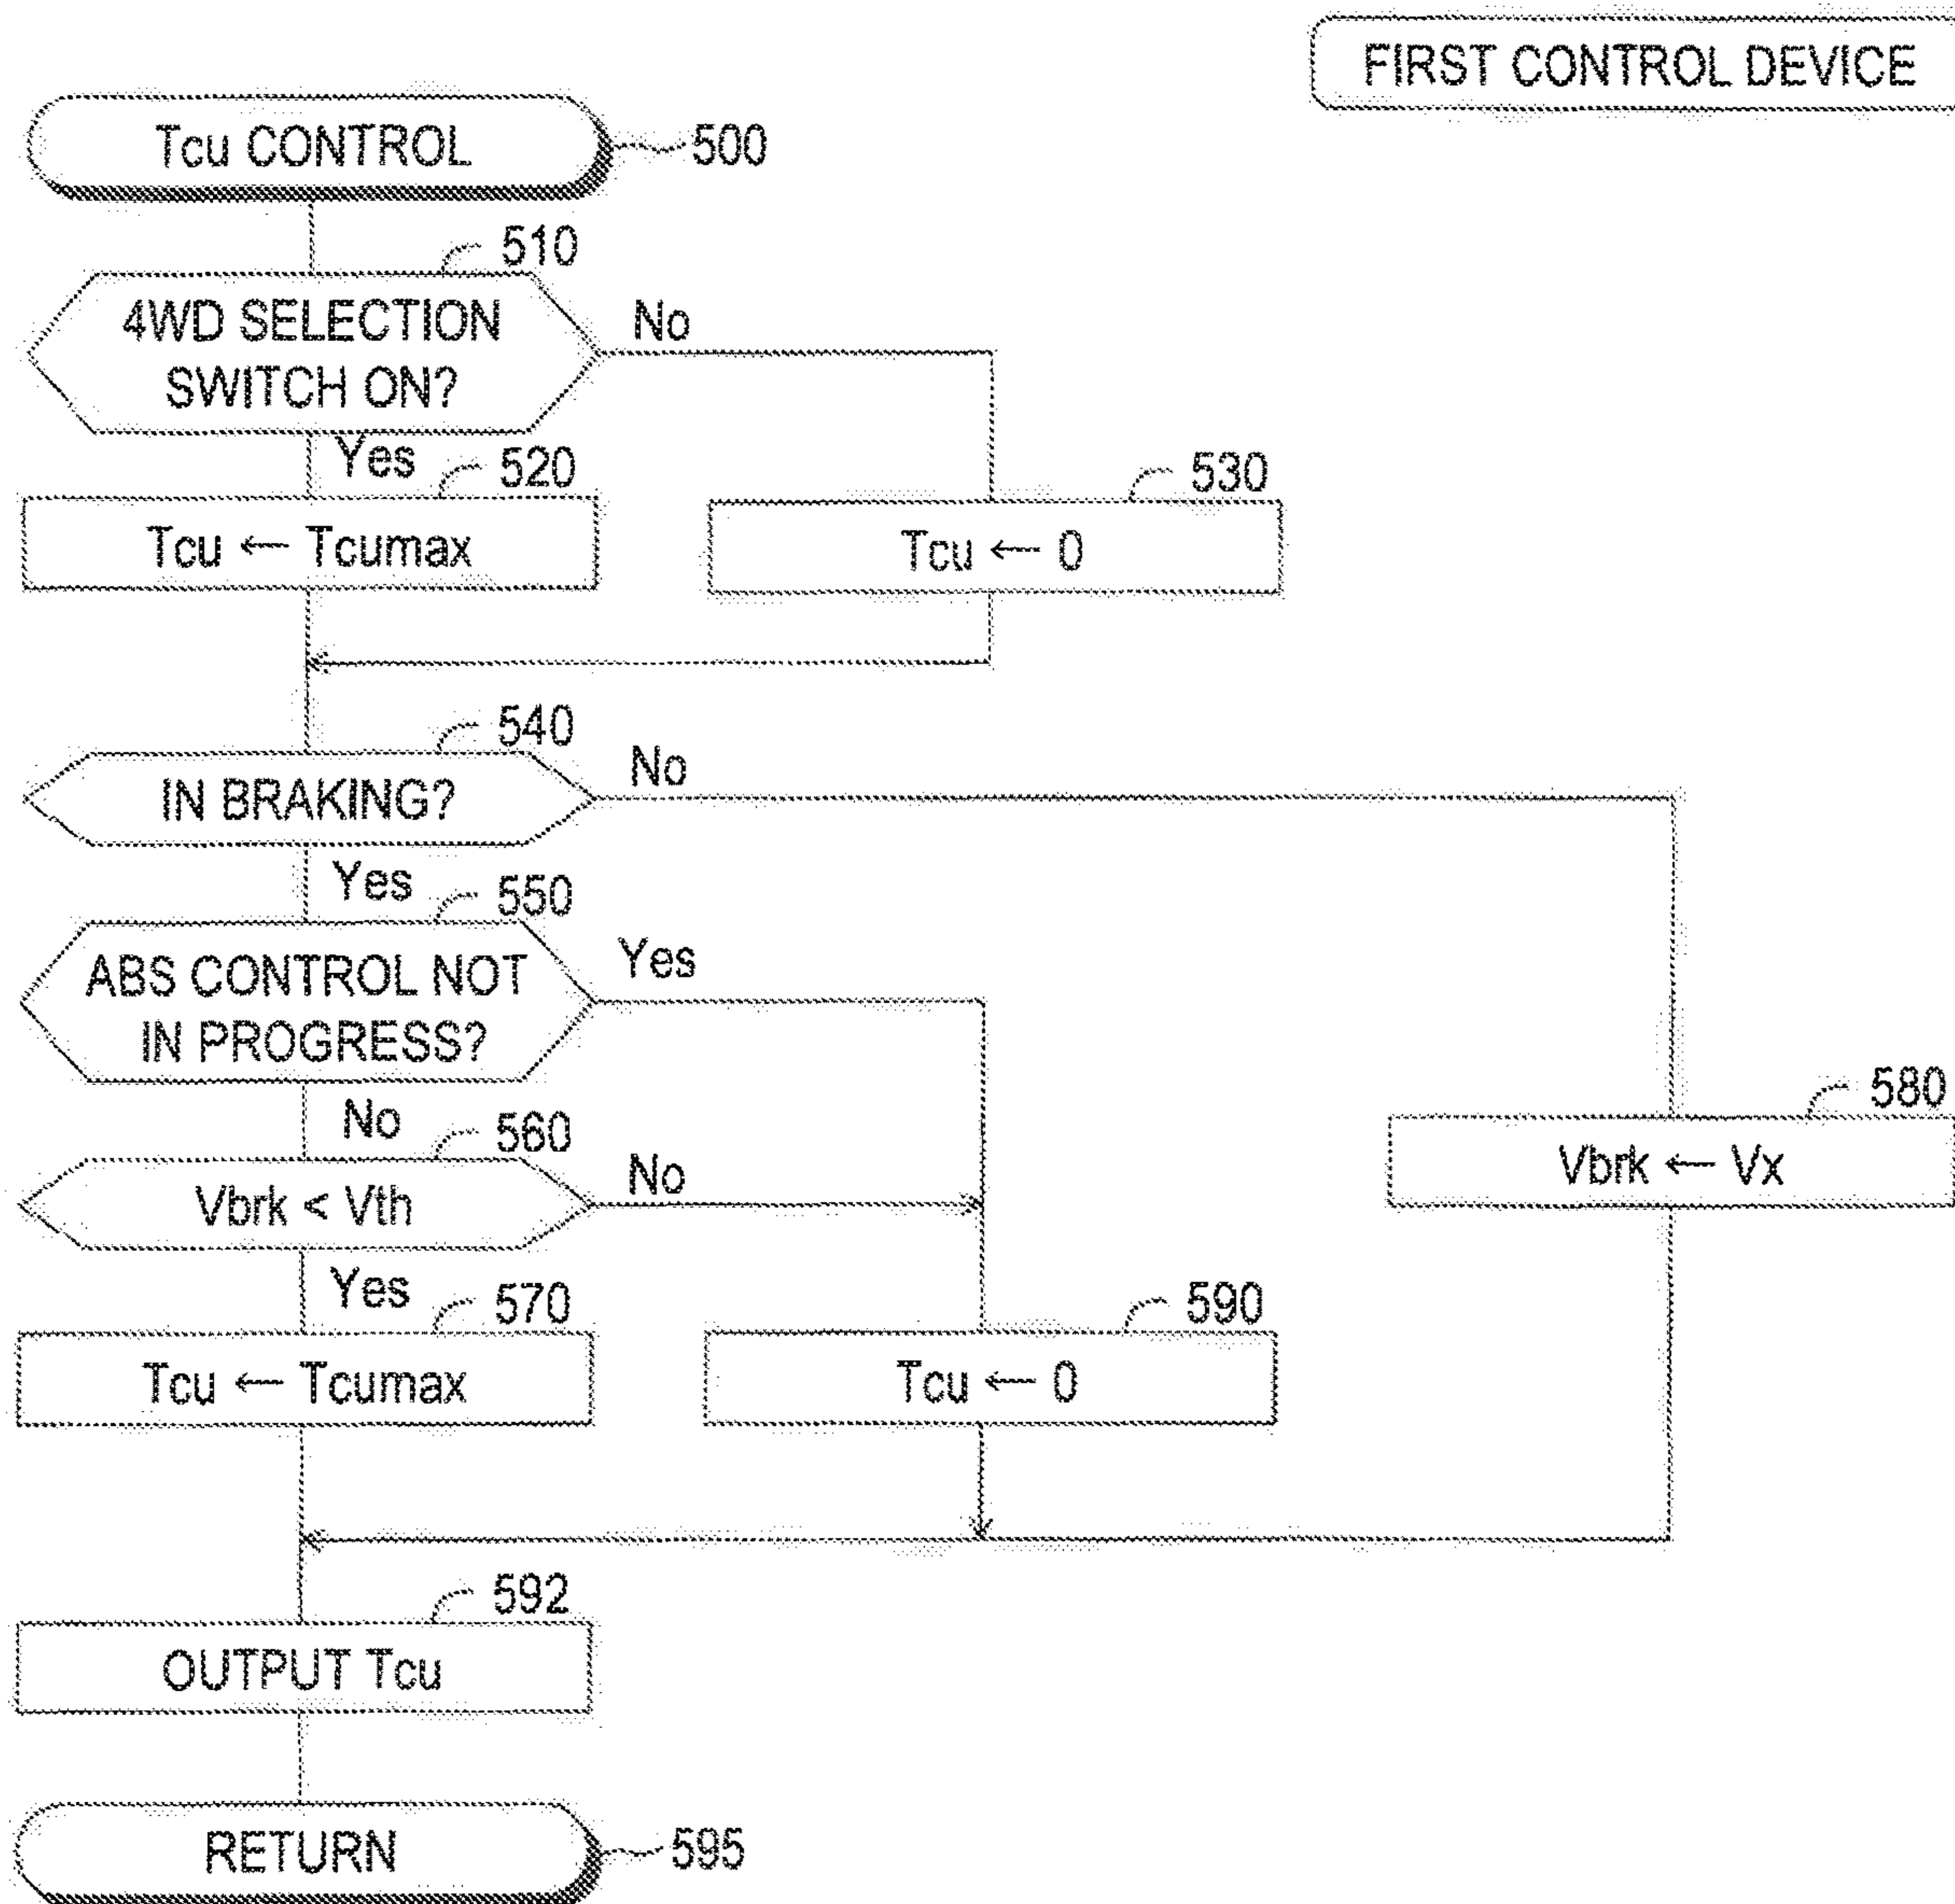 FIRST CONTROL DEVICE
Tcu CONTROL
500
510
4WD SELECTION
SWITCH ON?
No
Yes
520
530
Tcu ← Tcumax
Tcu ← 0
540
IN BRAKING?
No
Yes
550
ABS CONTROL NOT
IN PROGRESS?
Yes
No
560
580
Vbrk < Vth
No
Vbrk ← Vx
Yes
570
590
Tcu ← Tcumax
Tcu ← 0
592
OUTPUT Tcu
RETURN
595